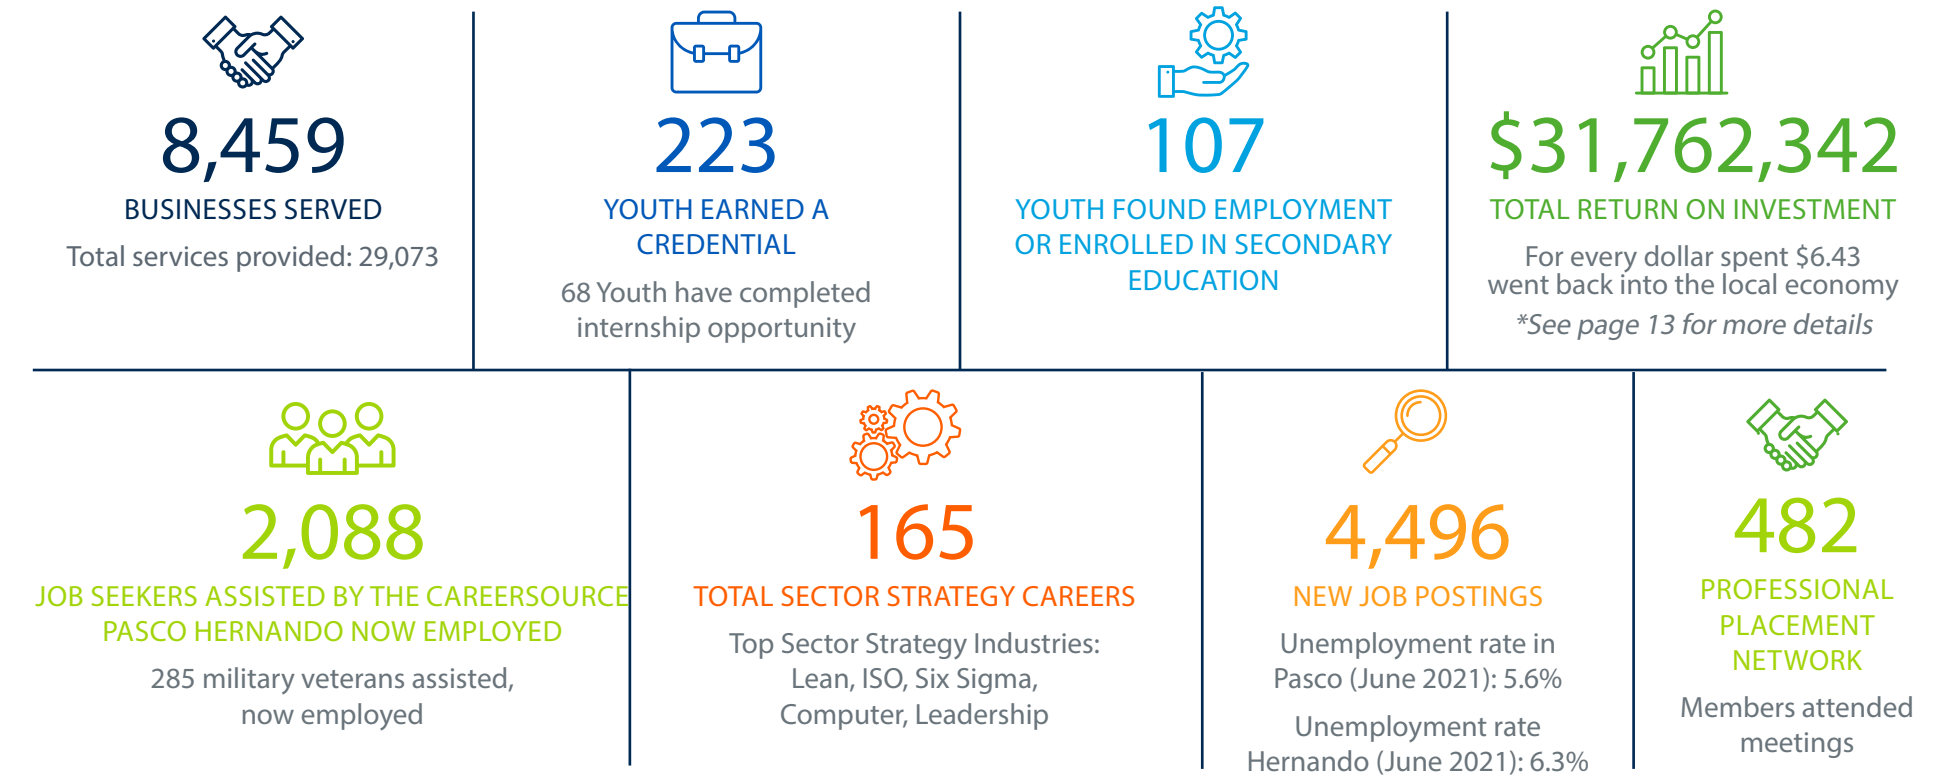 8,459
BUSINESSES SERVED
Total services provided: 29,073
223
YOUTH EARNED A
CREDENTIAL
68 Youth have completed
internship opportunity
107
YOUTH FOUND EMPLOYMENT
OR ENROLLED IN SECONDARY
EDUCATION
$31,762,342
TOTAL RETURN ON INVESTMENT
For every dollar spent $6.43
went back into the local economy
*See page 13 for more details
2,088
JOB SEEKERS ASSISTED BY THE CAREERSOURCE
PASCO HERNANDO NOW EMPLOYED
285 military veterans assisted,
now employed
165
TOTAL SECTOR STRATEGY CAREERS
Top Sector Strategy Industries:
Lean, ISO, Six Sigma,
Computer, Leadership
4,496
NEW JOB POSTINGS
Unemployment rate in
Pasco (June 2021): 5.6%
Unemployment rate
Hernando (June 2021): 6.3%
482
PROFESSIONAL
PLACEMENT
NETWORK
Members attended
meetings